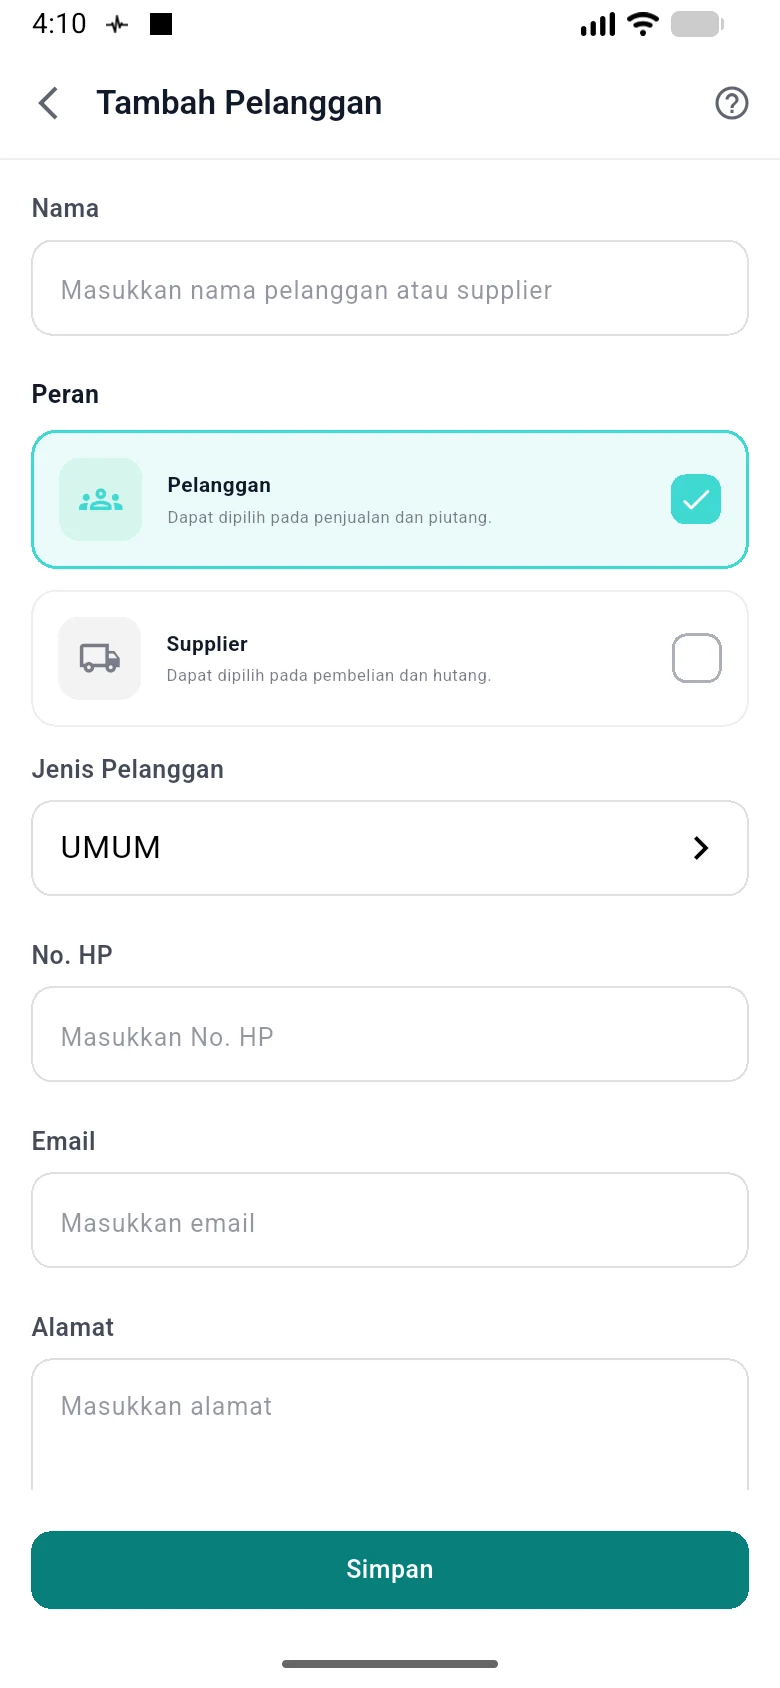 4:10
Tambah Pelanggan
Nama
Masukkan nama pelanggan atau supplier
Peran
Pelanggan
Dapat dipilih pada penjualan dan piutang.
Supplier
Dapat dipilih pada pembelian dan hutang.
Jenis Pelanggan
UMUM
No. HP
Masukkan No. HP
Email
Masukkan email
Alamat
Masukkan alamat
Simpan